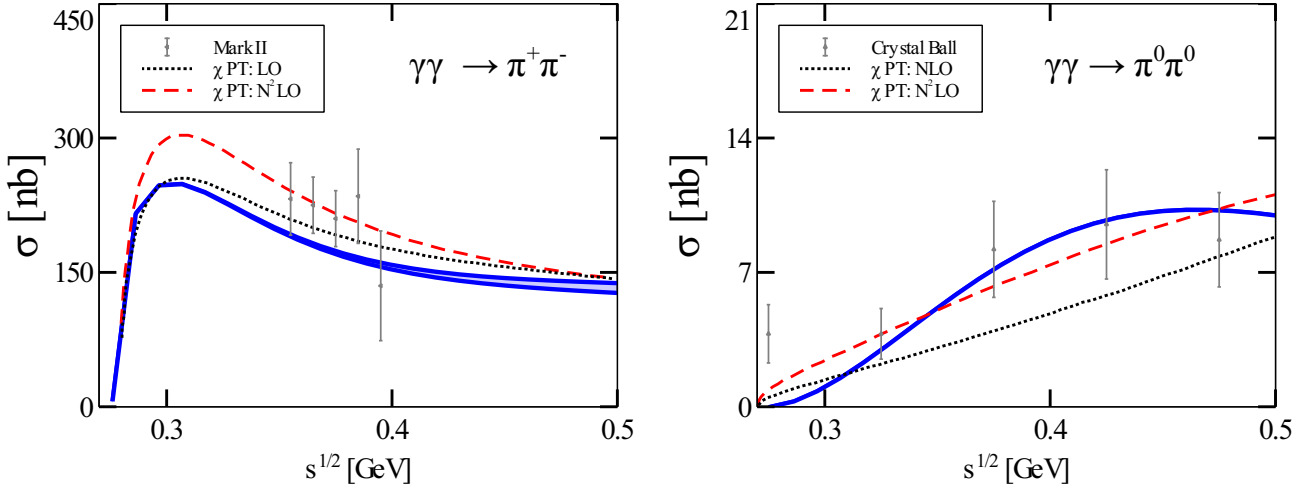 450
300
150
0
σ [nb]
Mark II
χ PT: LO
χ PT: N²LO
γγ → π⁺π⁻
0.3
0.4
0.5
s^{1/2} [GeV]
21
14
7
0
σ [nb]
Crystal Ball
χ PT: NLO
χ PT: N²LO
γγ → π⁰π⁰
0.3
0.4
0.5
s^{1/2} [GeV]